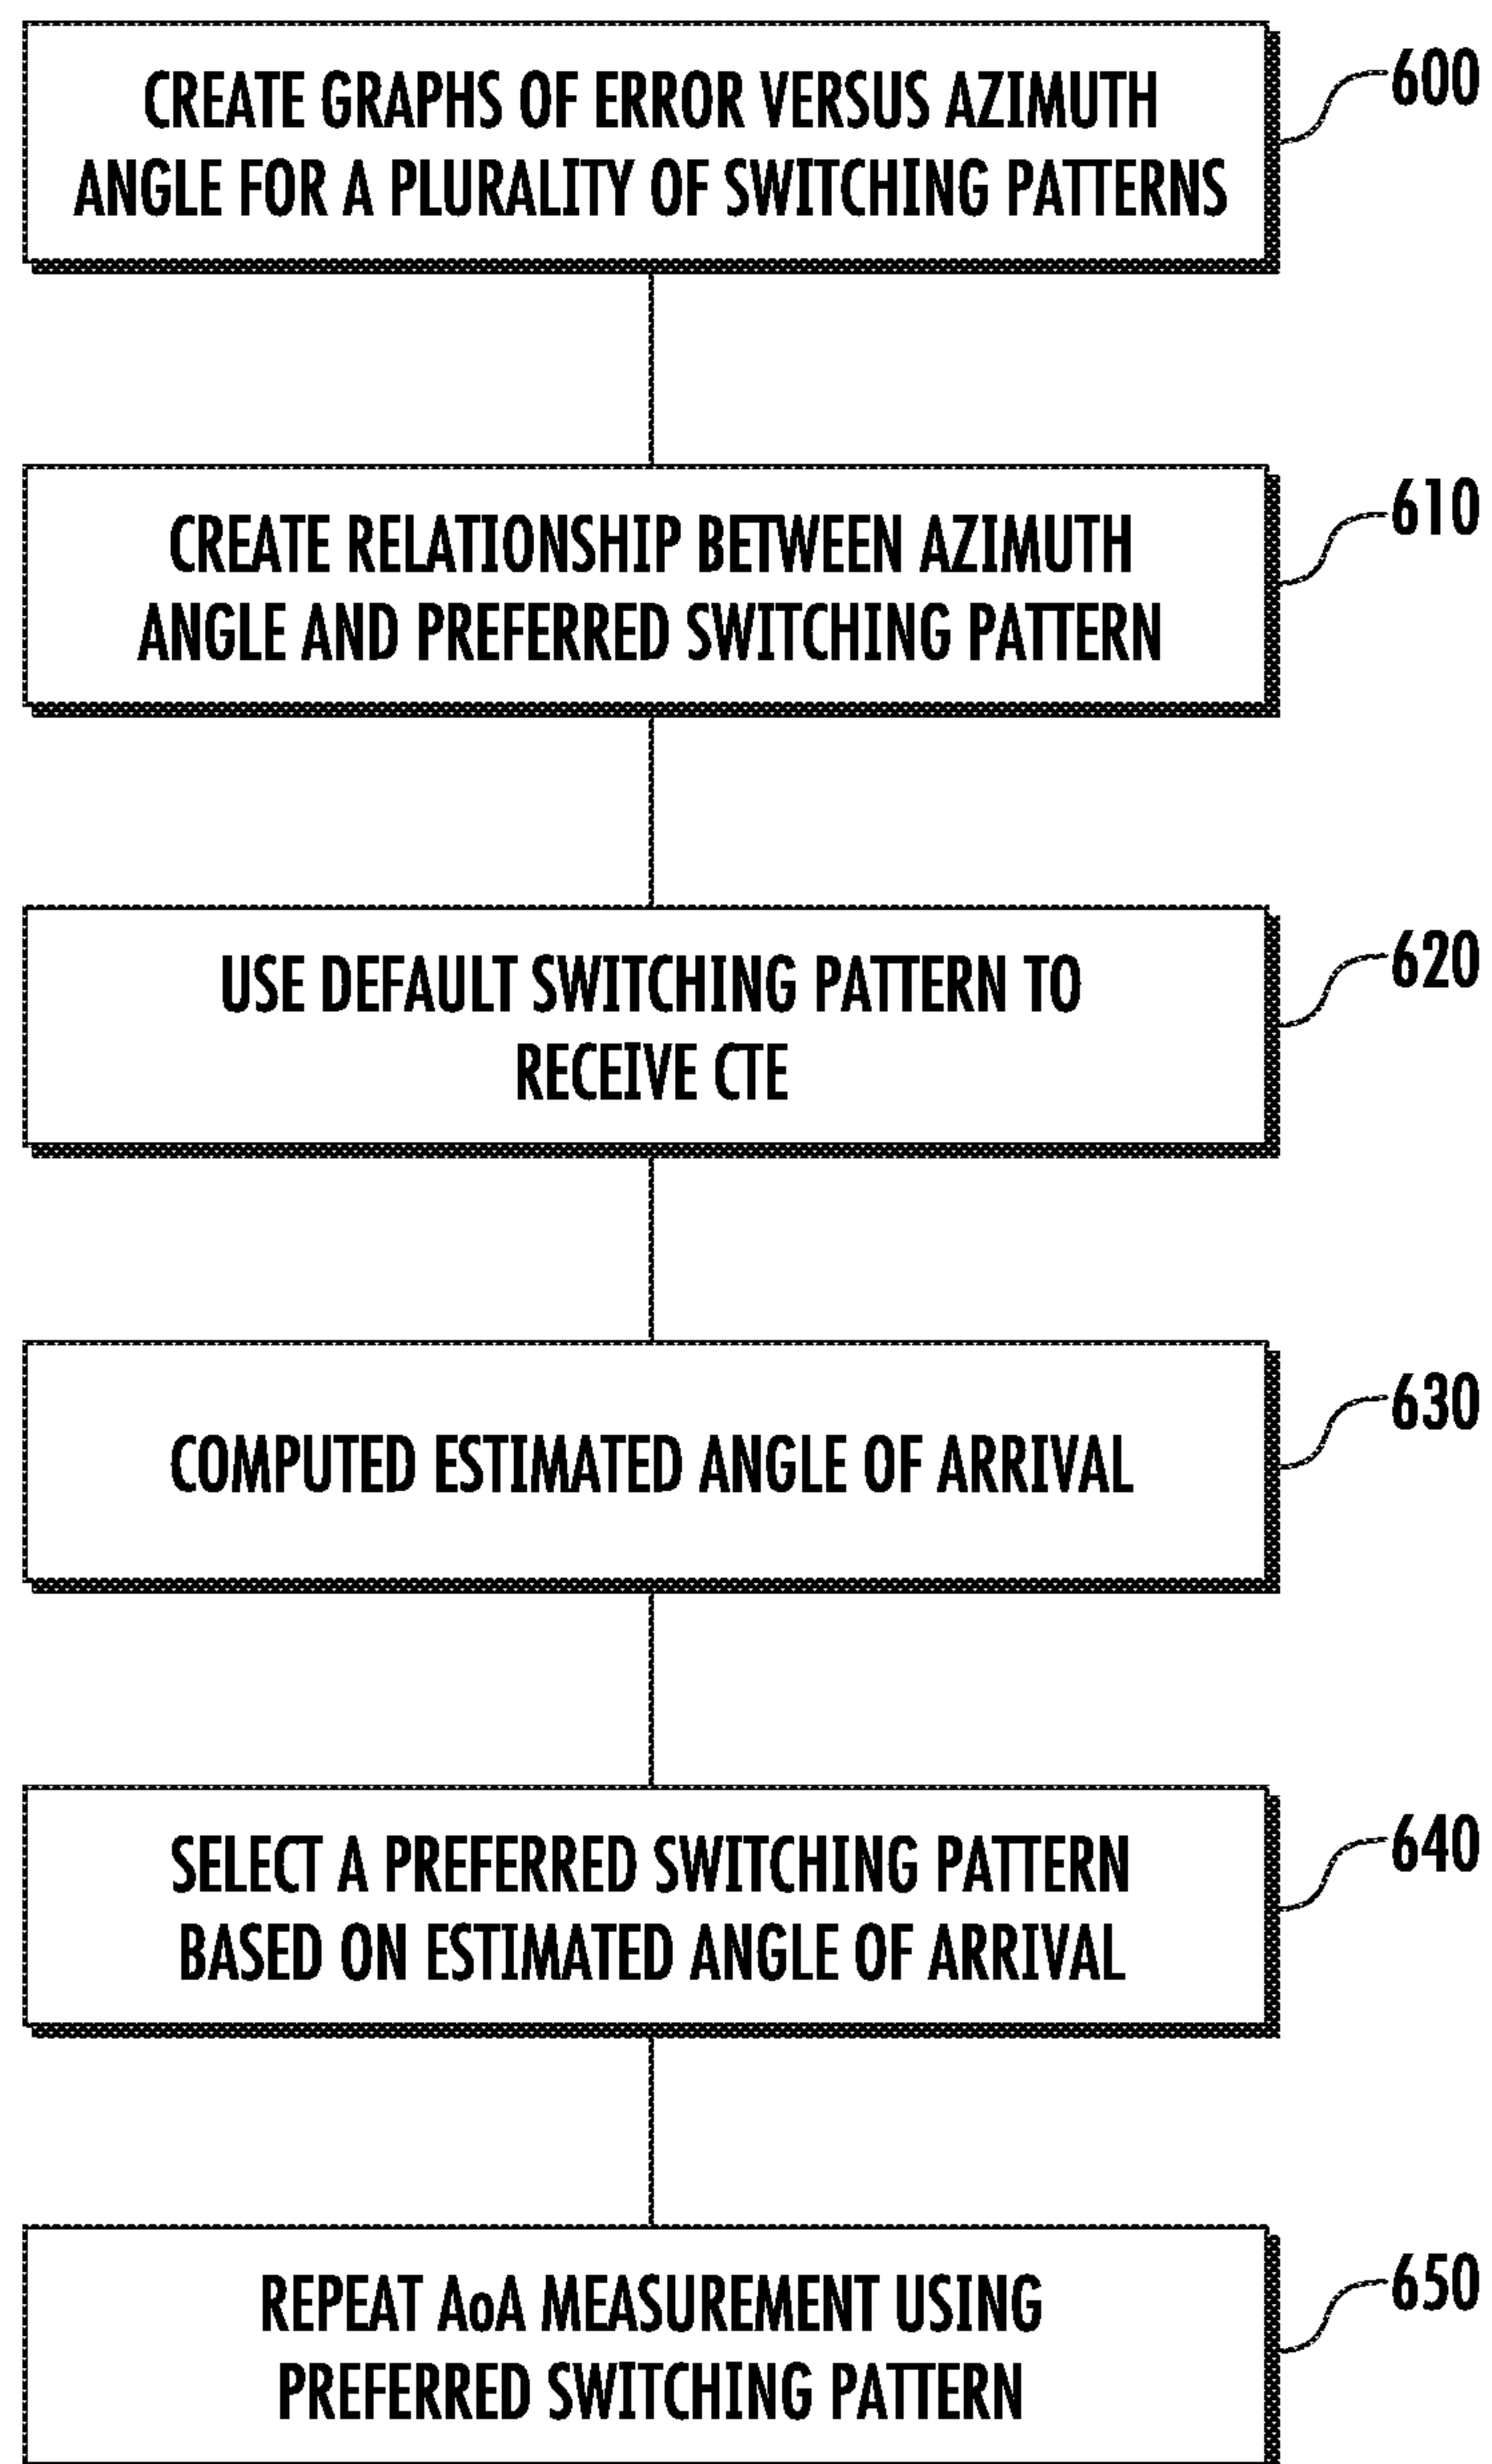 CREATE GRAPHS OF ERROR VERSUS AZIMUTH
ANGLE FOR A PLURALITY OF SWITCHING PATTERNS
600
CREATE RELATIONSHIP BETWEEN AZIMUTH
ANGLE AND PREFERRED SWITCHING PATTERN
610
USE DEFAULT SWITCHING PATTERN TO
RECEIVE CTE
620
COMPUTED ESTIMATED ANGLE OF ARRIVAL
630
SELECT A PREFERRED SWITCHING PATTERN
BASED ON ESTIMATED ANGLE OF ARRIVAL
640
REPEAT AoA MEASUREMENT USING
PREFERRED SWITCHING PATTERN
650